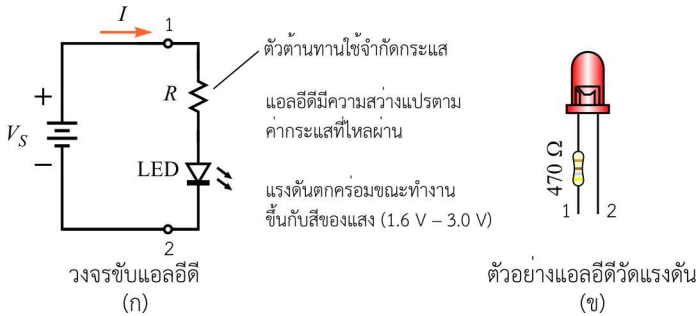 I
1
ตัวต้านทานใช้จำกัดกระแส
R
แอลอีดีมีความสว่างแปรตาม
ค่ากระแสที่ไหลผ่าน
+
V_S
−
LED
แรงดันตกคร่อมขณะทำงาน
ขึ้นกับสีของแสง (1.6 V – 3.0 V)
2
วงจรขับแอลอีดี
(ก)
470 Ω
1 2
ตัวอย่างแอลอีดีวัดแรงดัน
(ข)